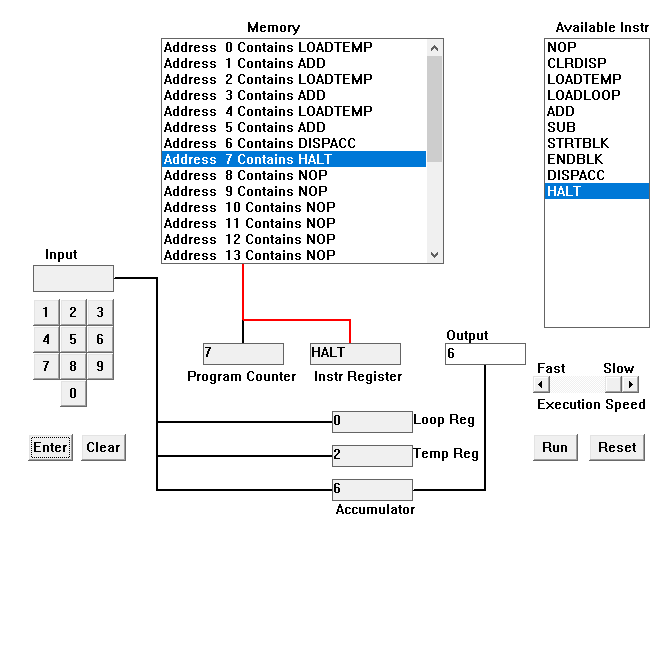 Memory
Available Instr
Address  0 Contains LOADTEMP
Address  1 Contains ADD
Address  2 Contains LOADTEMP
Address  3 Contains ADD
Address  4 Contains LOADTEMP
Address  5 Contains ADD
Address  6 Contains DISPACC
Address  7 Contains HALT
Address  8 Contains NOP
Address  9 Contains NOP
Address  10 Contains NOP
Address  11 Contains NOP
Address  12 Contains NOP
Address  13 Contains NOP
NOP
CLRDISP
LOADTEMP
LOADLOOP
ADD
SUB
STRTBLK
ENDBLK
DISPACC
HALT
Input
1 2 3
4 5 6
7 8 9
0
Enter Clear
7
Program Counter
HALT
Instr Register
Output
6
Fast Slow
Execution Speed
Run Reset
0 Loop Reg
2 Temp Reg
6
Accumulator